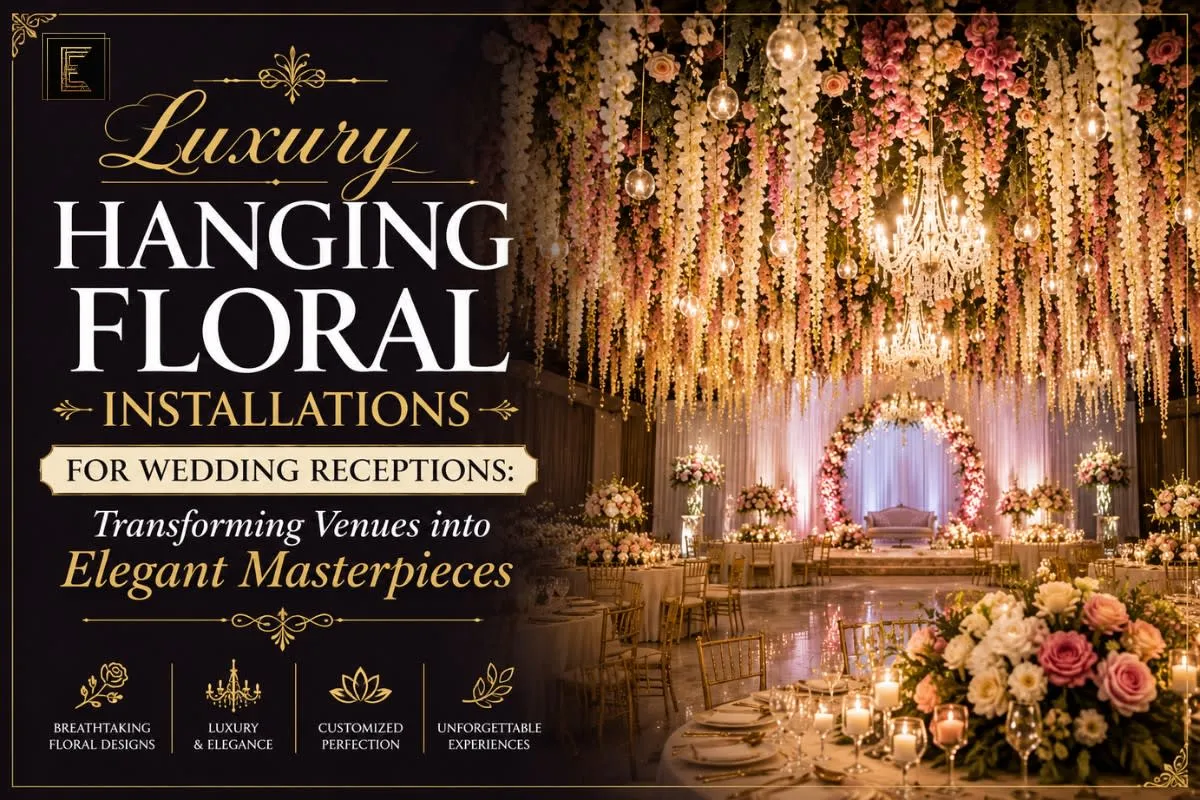 E
Luxury
HANGING
FLORAL
INSTALLATIONS
FOR WEDDING RECEPTIONS:
Transforming Venues into
Elegant Masterpieces
BREATHTAKING
FLORAL DESIGNS
LUXURY
& ELEGANCE
CUSTOMIZED
PERFECTION
UNFORGETTABLE
EXPERIENCES